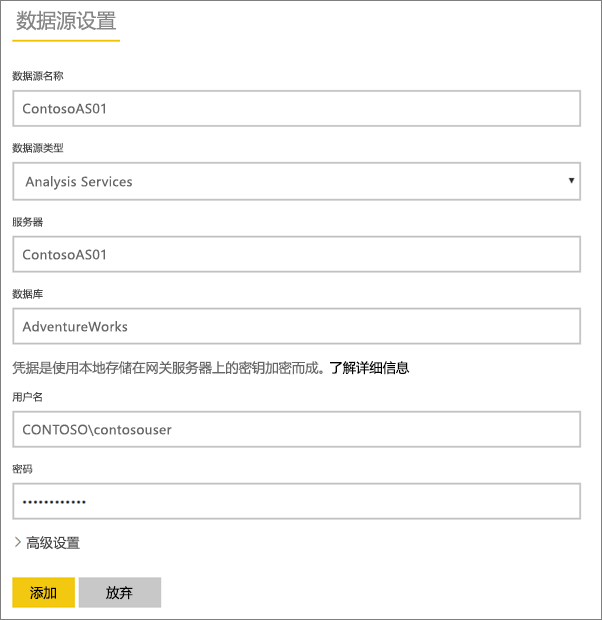 数据源设置
数据源名称
ContosoAS01
数据源类型
Analysis Services
服务器
ContosoAS01
数据库
AdventureWorks
凭据是使用本地存储在网关服务器上的密钥加密而成。了解详细信息
用户名
CONTOSO\contosouser
密码
••••••••••••
高级设置
添加 放弃